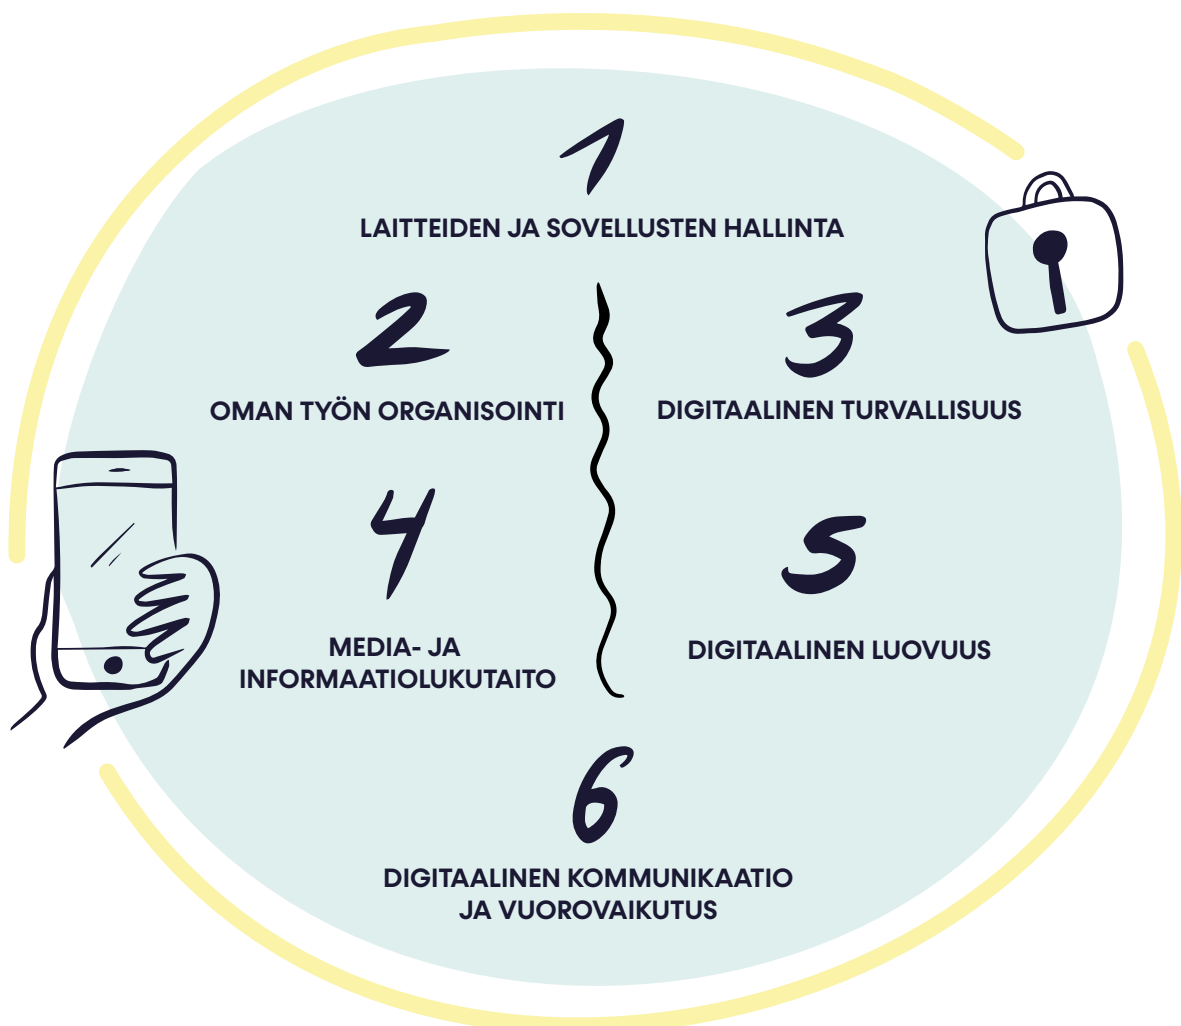 1
LAITTEIDEN JA SOVELLUSTEN HALLINTA
2
OMAN TYÖN ORGANISOINTI
3
DIGITAALINEN TURVALLISUUS
4
MEDIA- JA
INFORMAATIOLUKUTAITO
5
DIGITAALINEN LUOVUUS
6
DIGITAALINEN KOMMUNIKAATIO
JA VUOROVAIKUTUS